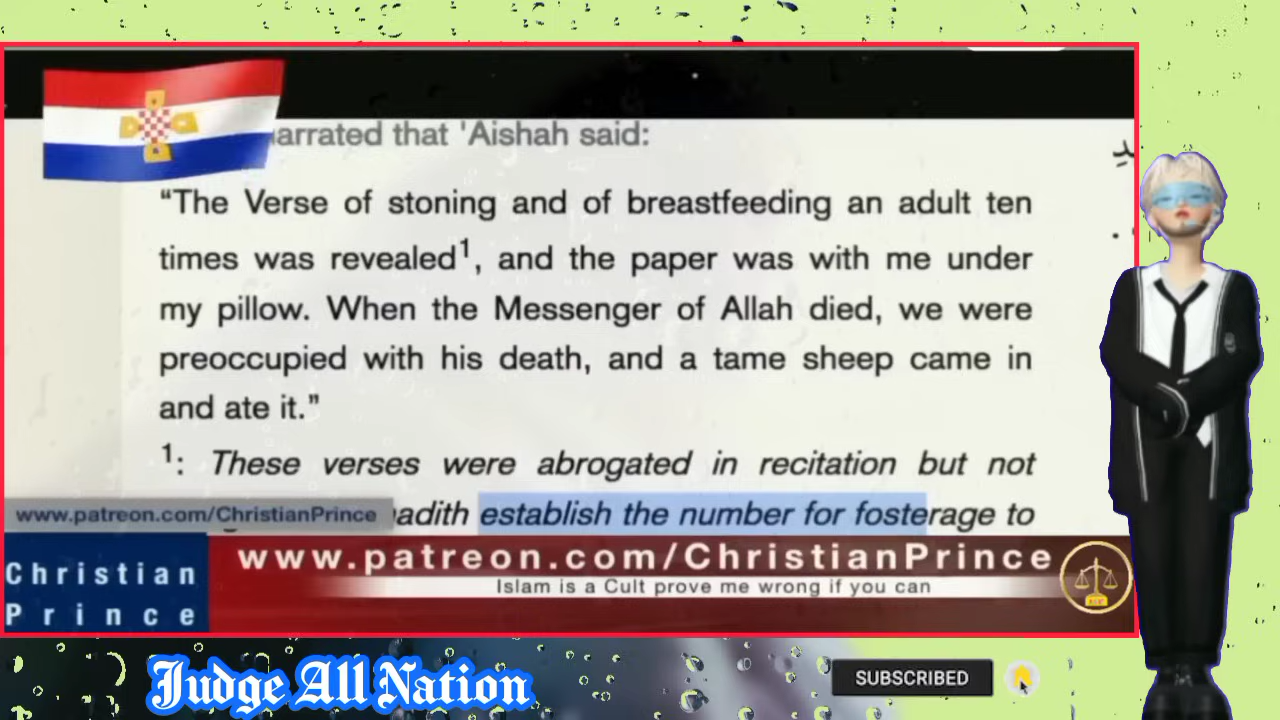 narrated that 'Aishah said:
“The Verse of stoning and of breastfeeding an adult ten
times was revealed¹, and the paper was with me under
my pillow. When the Messenger of Allah died, we were
preoccupied with his death, and a tame sheep came in
and ate it.”
¹: These verses were abrogated in recitation but not
hadith establish the number for fosterage to
www.patreon.com/ChristianPrince
www.patreon.com/ChristianPrince
Islam is a Cult prove me wrong if you can
Christian
Prince
Judge All Nation
SUBSCRIBED